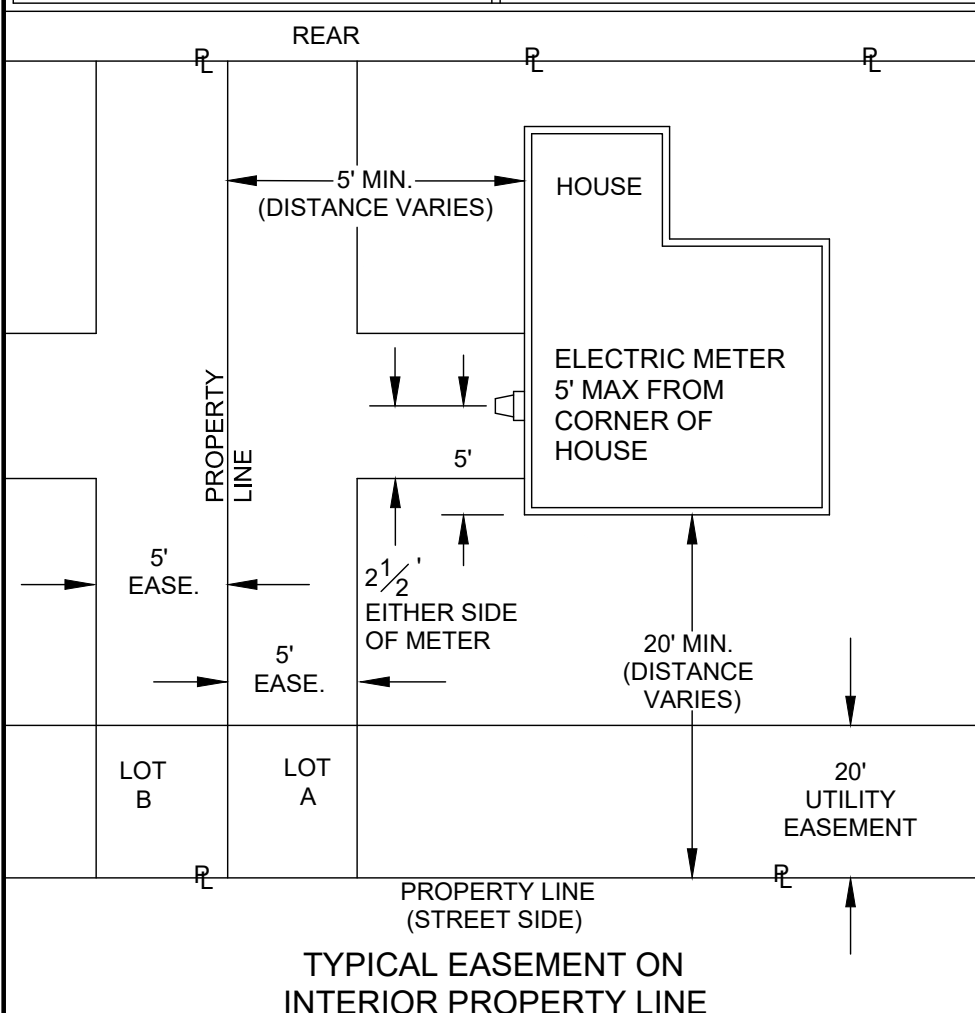 REAR
PL
PL
PL
5' MIN.
(DISTANCE VARIES)
HOUSE
ELECTRIC METER
5' MAX FROM
CORNER OF
HOUSE
PROPERTY
LINE
5'
5'
EASE.
2 1/2 '
EITHER SIDE
OF METER
5'
EASE.
20' MIN.
(DISTANCE
VARIES)
LOT
B
LOT
A
20'
UTILITY
EASEMENT
PL
PL
PROPERTY LINE
(STREET SIDE)
TYPICAL EASEMENT ON
INTERIOR PROPERTY LINE